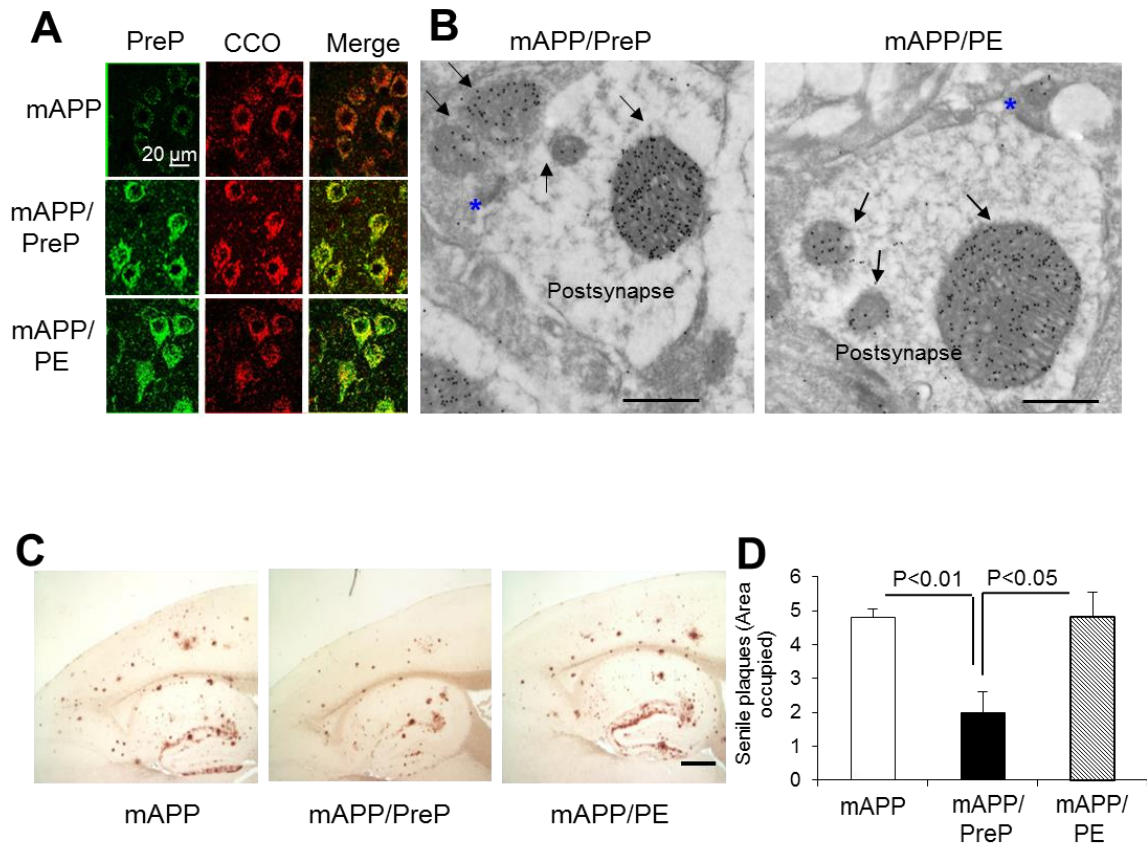 A
PreP CCO Merge
mAPP
20 µm
mAPP/
PreP
mAPP/
PE
B
mAPP/PreP
*
Postsynapse
mAPP/PE
*
Postsynapse
C
mAPP mAPP/PreP mAPP/PE
D
Senile plaques (Area
occupied)
6
5
4
3
2
1
0
P<0.01 P<0.05
mAPP
mAPP/
PreP
mAPP/
PE